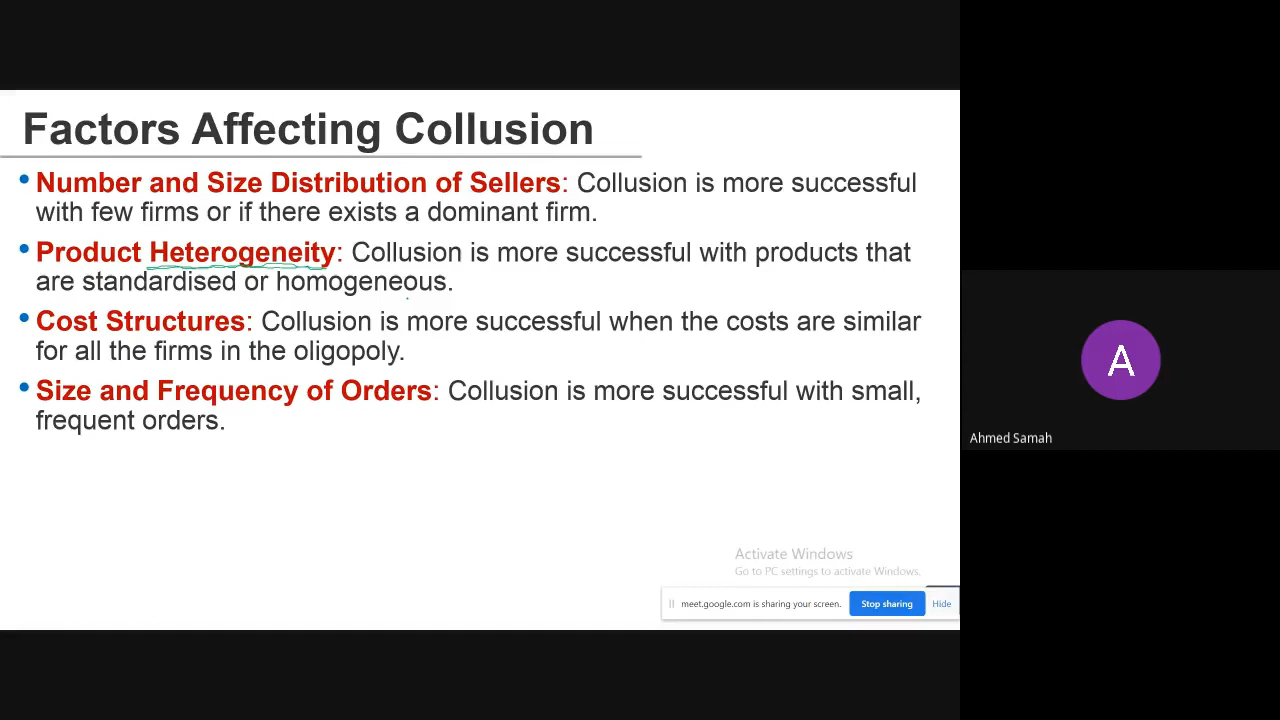 Factors Affecting Collusion
• Number and Size Distribution of Sellers: Collusion is more successful
with few firms or if there exists a dominant firm.
• Product Heterogeneity: Collusion is more successful with products that
are standardised or homogeneous.
• Cost Structures: Collusion is more successful when the costs are similar
for all the firms in the oligopoly.
• Size and Frequency of Orders: Collusion is more successful with small,
frequent orders.
A
Ahmed Samah
Activate Windows
Go to PC settings to activate Windows.
meet.google.com is sharing your screen. Stop sharing Hide